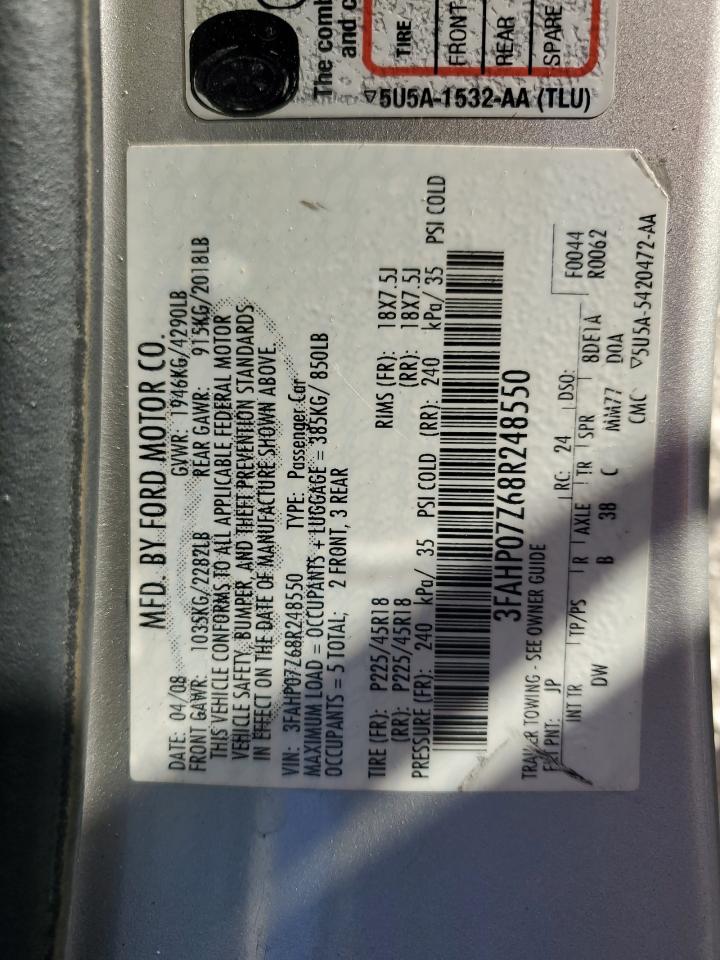 The comb
and c
TIRE
FRONT
REAR
SPARE
▽5U5A-1532-AA (TLU)
MFD. BY FORD MOTOR CO.
DATE: 04/08 GVWR: 1946KG/4290LB
FRONT GAWR: 1035KG/2282LB REAR GAWR: 915KG/2018LB
THIS VEHICLE CONFORMS TO ALL APPLICABLE FEDERAL MOTOR
VEHICLE SAFETY, BUMPER, AND THEFT PREVENTION STANDARDS
IN EFFECT ON THE DATE OF MANUFACTURE SHOWN ABOVE.
VIN: 3FAHP07Z68R248550 TYPE: Passenger Car
MAXIMUM LOAD = OCCUPANTS + LUGGAGE = 385KG/ 850LB
OCCUPANTS = 5 TOTAL; 2 FRONT, 3 REAR
TIRE (FR): P225/45R18 RIMS (FR): 18X7.5J
(RR): P225/45R18 (RR): 18X7.5J
PRESSURE (FR): 240 kPa/ 35 PSI COLD (RR): 240 kPa/ 35 PSI COLD
3FAHP07Z68R248550
TRAILER TOWING - SEE OWNER GUIDE F0044
EXT PNT: JP RC: 24 DSO: R0062
INT TR TP/PS R AXLE TR SPR 8DE1A
DW B 38 C MM77 D0A
CMC ▽5U5A-5420472-AA